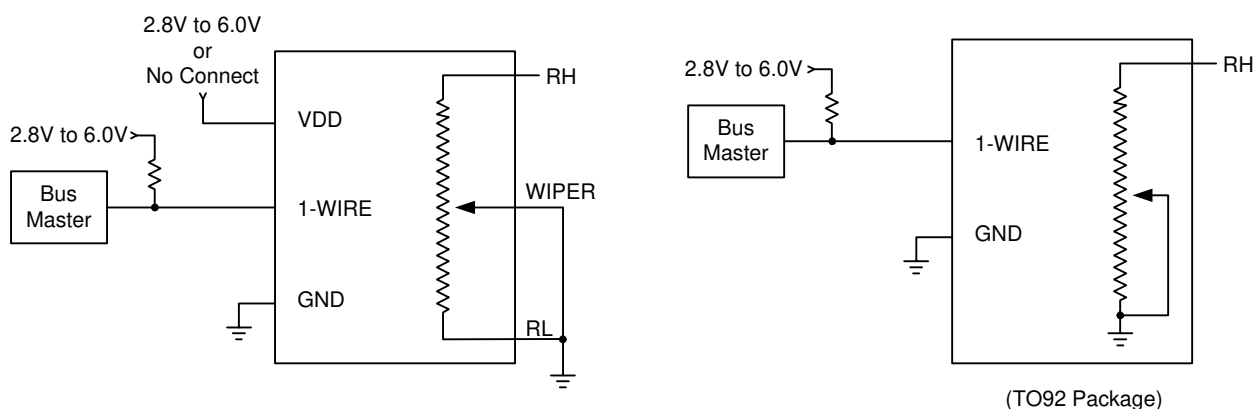 2.8V to 6.0V
or
No Connect
VDD
2.8V to 6.0V
Bus
Master
1-WIRE
GND
RH
WIPER
RL
2.8V to 6.0V
Bus
Master
1-WIRE
GND
RH
(TO92 Package)